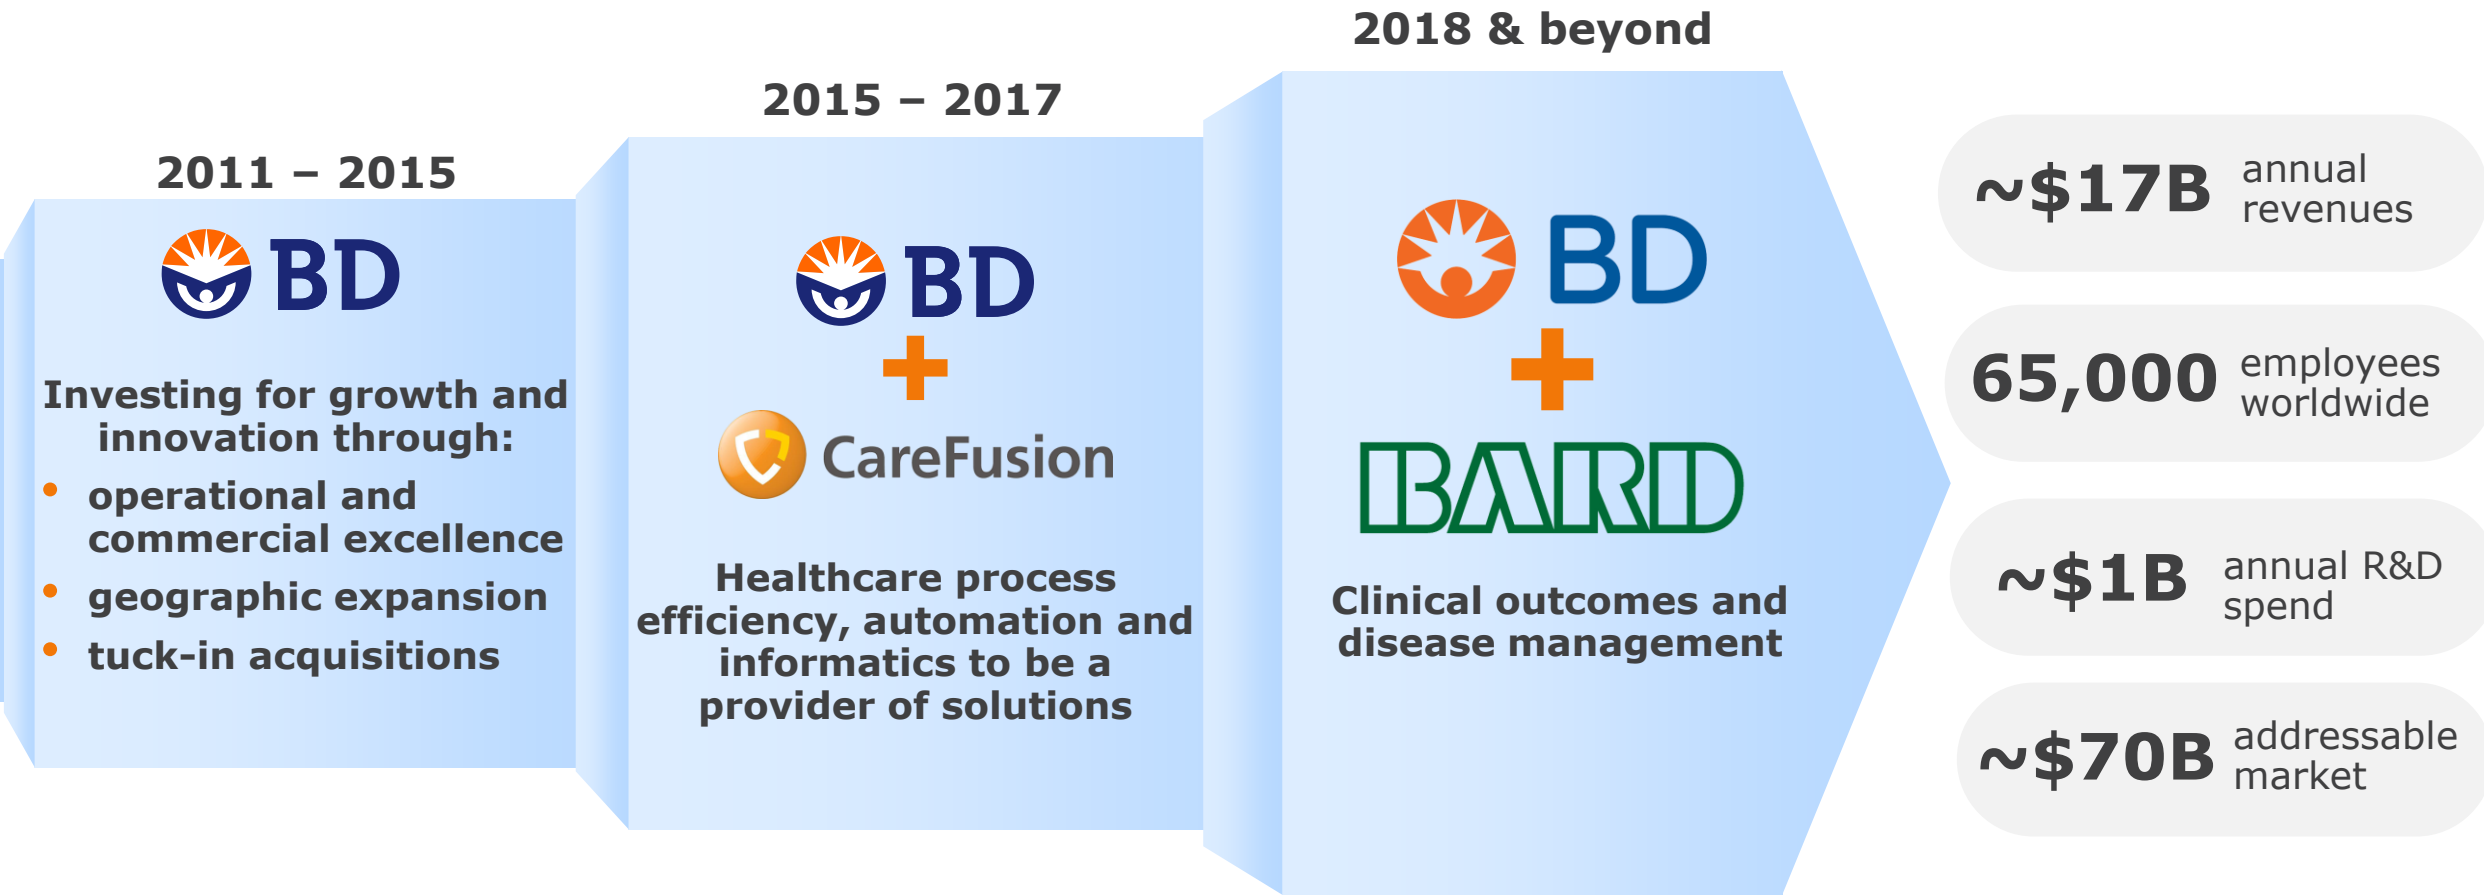 2011 – 2015
BD
Investing for growth and
innovation through:
• operational and
commercial excellence
• geographic expansion
• tuck-in acquisitions
2015 – 2017
BD
+
CareFusion
Healthcare process
efficiency, automation and
informatics to be a
provider of solutions
2018 & beyond
BD
+
BARD
Clinical outcomes and
disease management
~$17B annual
revenues
65,000 employees
worldwide
~$1B annual R&D
spend
~$70B addressable
market